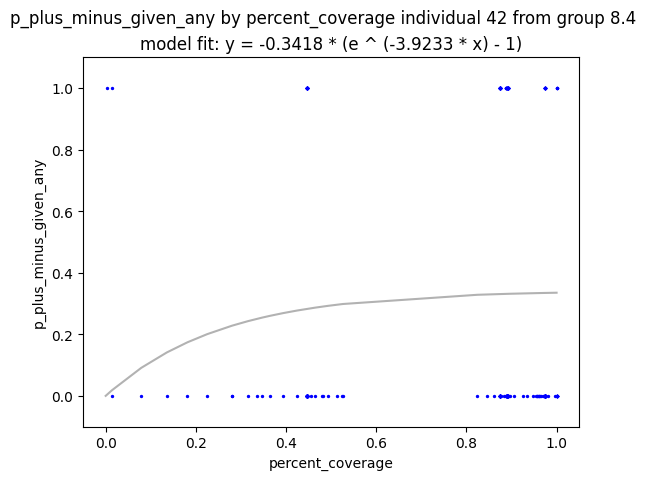 p_plus_minus_given_any by percent_coverage individual 42 from group 8.4
model fit: y = -0.3418 * (e ^ (-3.9233 * x) - 1)
1.0
0.8
0.6
0.4
0.2
0.0
p_plus_minus_given_any
0.0 0.2 0.4 0.6 0.8 1.0
percent_coverage